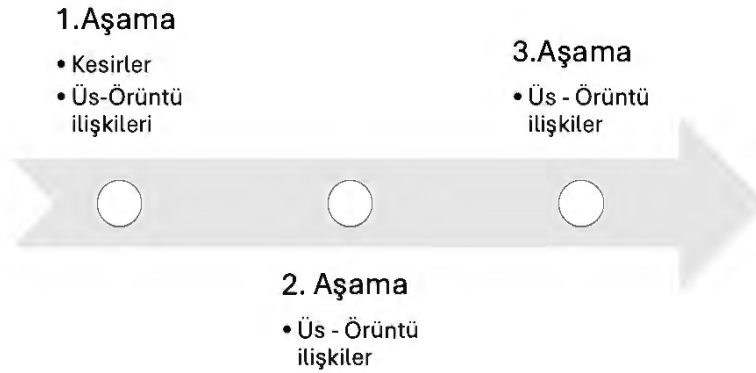 1.Aşama
• Kesirler
• Üs-Örüntü
ilişkileri
2. Aşama
• Üs - Örüntü
ilişkiler
3.Aşama
• Üs - Örüntü
ilişkiler